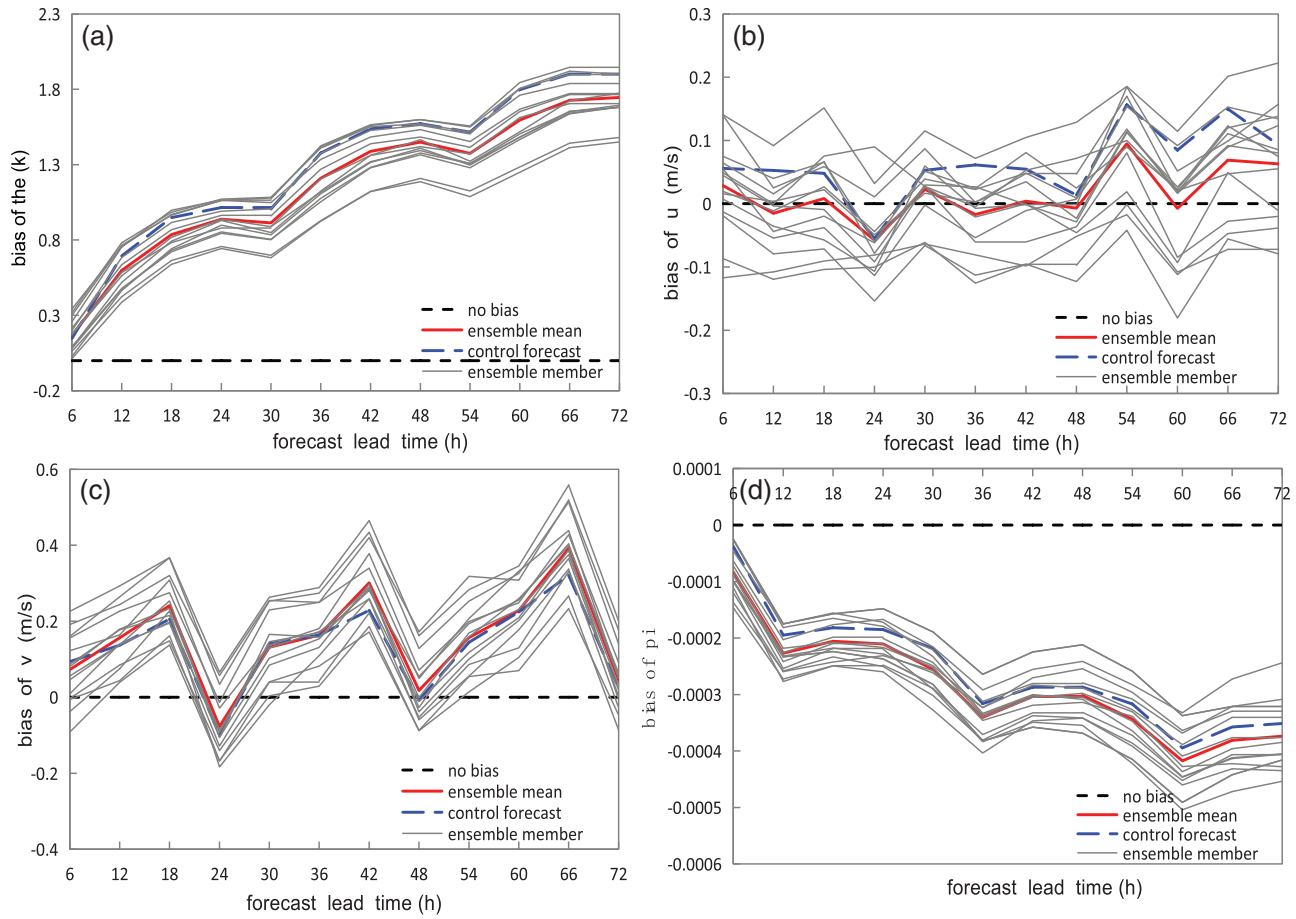 (a)
2.3
1.8
1.3
0.8
0.3
-0.2
bias of the (k)
no bias
ensemble mean
control forecast
ensemble member
6 12 18 24 30 36 42 48 54 60 66 72
forecast lead time (h)
(b)
0.3
0.2
0.1
0
-0.1
-0.2
-0.3
bias of u (m/s)
no bias
ensemble mean
control forecast
ensemble member
6 12 18 24 30 36 42 48 54 60 66 72
forecast lead time (h)
(c)
0.6
0.4
0.2
0
-0.2
-0.4
bias of v (m/s)
no bias
ensemble mean
control forecast
ensemble member
6 12 18 24 30 36 42 48 54 60 66 72
forecast lead time (h)
(d)
0.0001
0
-0.0001
-0.0002
-0.0003
-0.0004
-0.0005
-0.0006
bias of pi
6 12 18 24 30 36 42 48 54 60 66 72
no bias
ensemble mean
control forecast
ensemble member
forecast lead time (h)